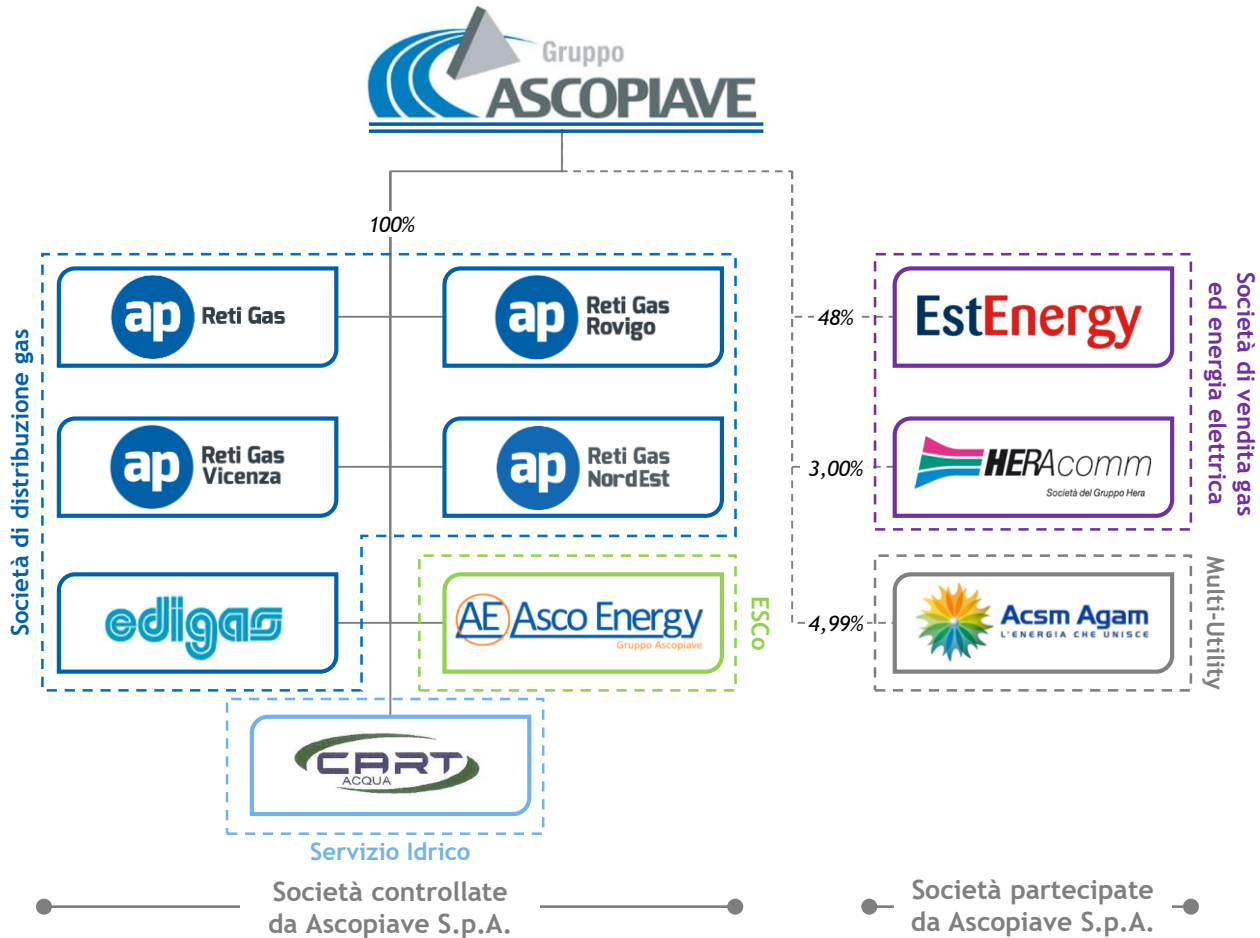 Gruppo
ASCOPIAVE
100%
Società di distribuzione gas
ap Reti Gas
ap Reti Gas
Rovigo
ap Reti Gas
Vicenza
ap Reti Gas
NordEst
edigas
AE Asco Energy
Gruppo Ascopiave
ESCo
CART
ACQUA
Servizio Idrico
48%
EstEnergy
3,00%
HERAcomm
Società del Gruppo Hera
Società di vendita gas
ed energia elettrica
4,99%
Acsm Agam
L'ENERGIA CHE UNISCE
Multi-Utility
Società controllate
da Ascopiave S.p.A.
Società partecipate
da Ascopiave S.p.A.